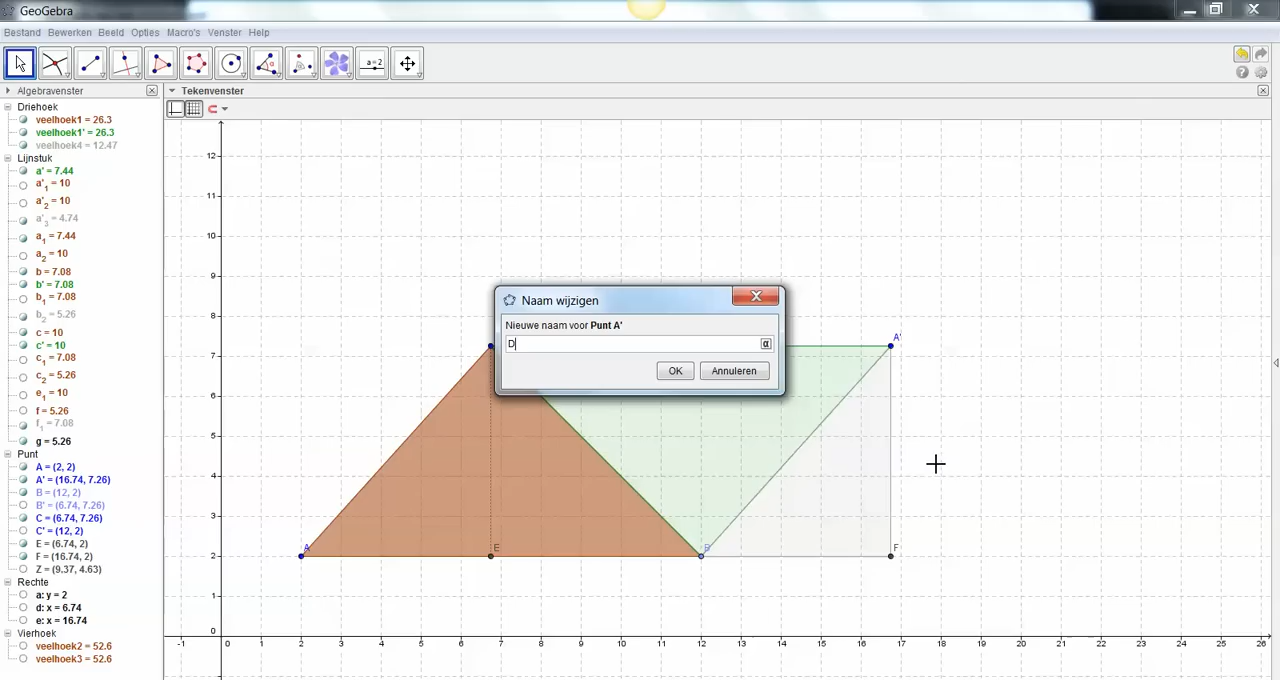 GeoGebra
Bestand Bewerken Beeld Opties Macro's Venster Help
a = 2
Algebravenster
Tekenvenster
Driehoek
veelhoek1 = 26.3
veelhoek1' = 26.3
veelhoek4 = 12.47
Lijnstuk
a' = 7.44
a'1 = 10
a'2 = 10
a'3 = 4.74
a1 = 7.44
a2 = 10
b = 7.08
b' = 7.08
b1 = 7.08
b2 = 5.26
c = 10
c' = 10
c1 = 7.08
c2 = 5.26
e1 = 10
f = 5.26
f1 = 7.08
g = 5.26
Punt
A = (2, 2)
A' = (16.74, 7.26)
B = (12, 2)
B' = (6.74, 7.26)
C = (6.74, 7.26)
C' = (12, 2)
E = (6.74, 2)
F = (16.74, 2)
Z = (9.37, 4.63)
Rechte
a: y = 2
d: x = 6.74
e: x = 16.74
Vierhoek
veelhoek2 = 52.6
veelhoek3 = 52.6
12
11
10
9
8
7
6
5
4
3
2
1
0
-1 0 2 3 4 5 6 7 8 9 10 11 12 13 14 15 16 17 18 19 20 21 22 23 24 25 26
Naam wijzigen
Nieuwe naam voor Punt A'
D
α
OK Annuleren
A'
A
E
B
F